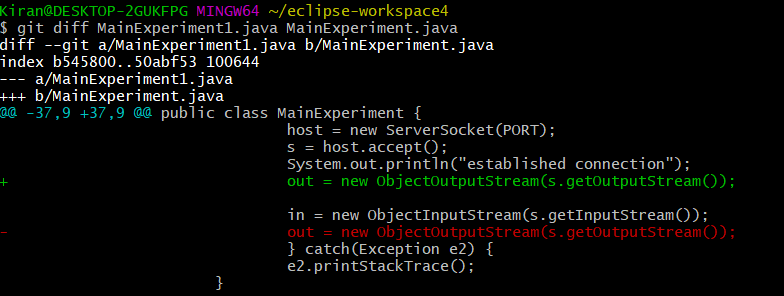 Kiran@DESKTOP-2GUKFPG MINGW64 ~/eclipse-workspace4
$ git diff MainExperiment1.java MainExperiment.java
diff --git a/MainExperiment1.java b/MainExperiment.java
index b545800..50abf53 100644
--- a/MainExperiment1.java
+++ b/MainExperiment.java
@@ -37,9 +37,9 @@ public class MainExperiment {
host = new ServerSocket(PORT);
s = host.accept();
System.out.println("established connection");
+ out = new ObjectOutputStream(s.getOutputStream());
in = new ObjectInputStream(s.getInputStream());
- out = new ObjectOutputStream(s.getOutputStream());
} catch(Exception e2) {
e2.printStackTrace();
}